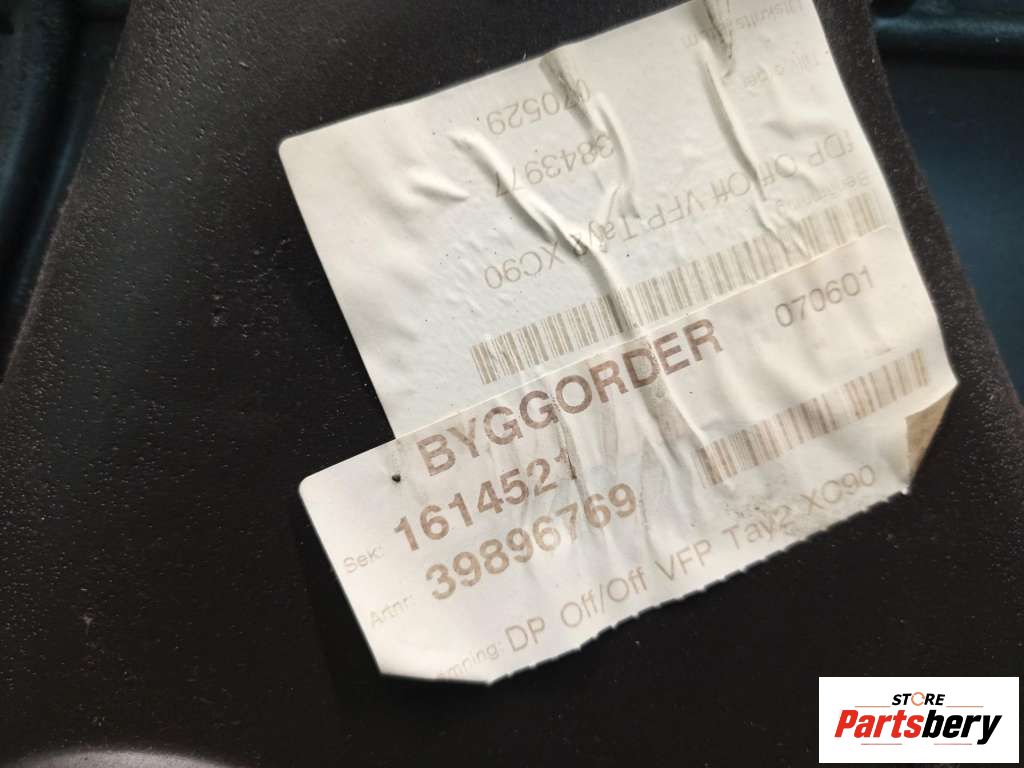 070529
3843977
DP Off/Off VFP Tay2 XC90
BYGGORDER
070601
Sek: 1614521
Artnr: 39896769
DP Off/Off VFP Tay2 XC90
STORE
Partsbery